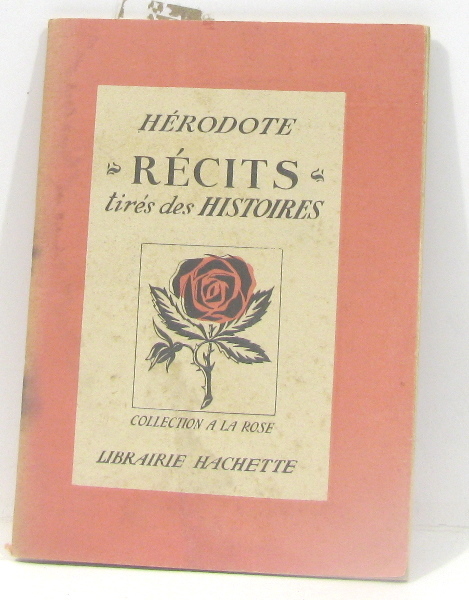 HÉRODOTE
RÉCITS
tirés des HISTOIRES
COLLECTION A LA ROSE
LIBRAIRIE HACHETTE